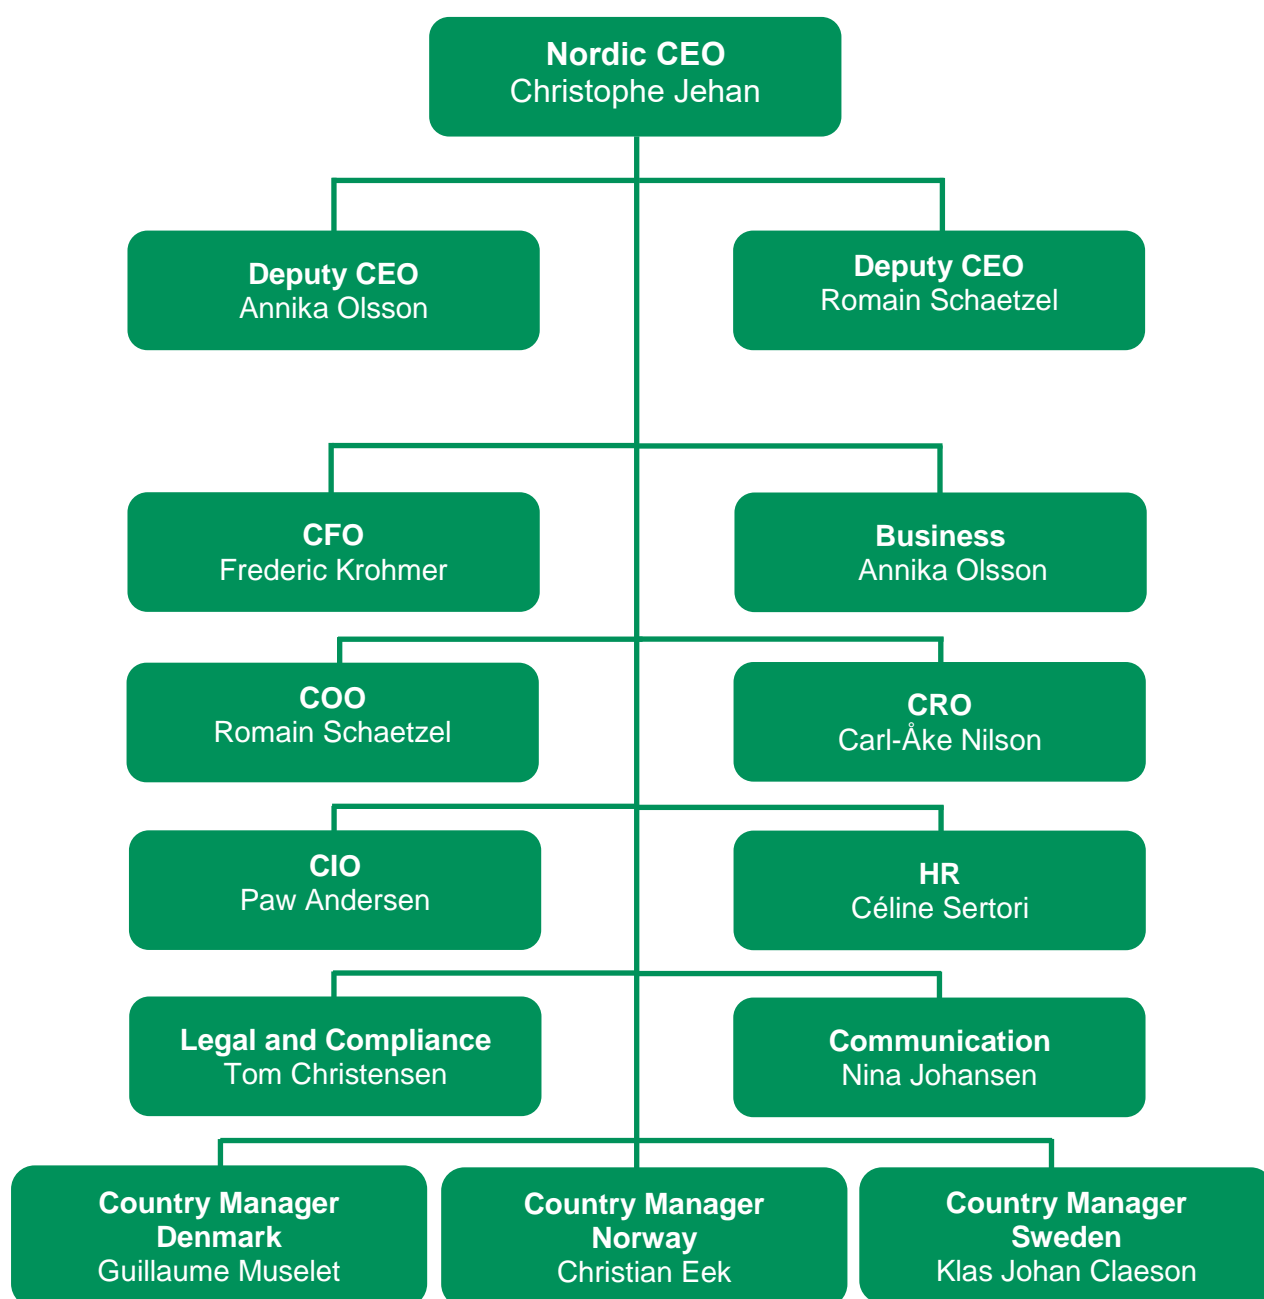 Nordic CEO
Christophe Jehan
Deputy CEO
Annika Olsson
Deputy CEO
Romain Schaetzel
CFO
Frederic Krohmer
Business
Annika Olsson
COO
Romain Schaetzel
CRO
Carl-Åke Nilson
CIO
Paw Andersen
HR
Céline Sertori
Legal and Compliance
Tom Christensen
Communication
Nina Johansen
Country Manager
Denmark
Guillaume Muselet
Country Manager
Norway
Christian Eek
Country Manager
Sweden
Klas Johan Claeson